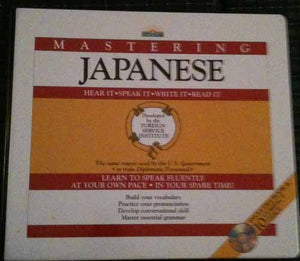 BARRON'S
MASTERING
JAPANESE
HEAR IT • SPEAK IT • WRITE IT • READ IT!
Developed
by the
FOREIGN
SERVICE
INSTITUTE
The same course used by the U.S. Government
to train Diplomatic Personnel
LEARN TO SPEAK FLUENTLY
AT YOUR OWN PACE • IN YOUR SPARE TIME!
Build your vocabulary
Practice your pronunciation
Develop conversational skill
Master essential grammar